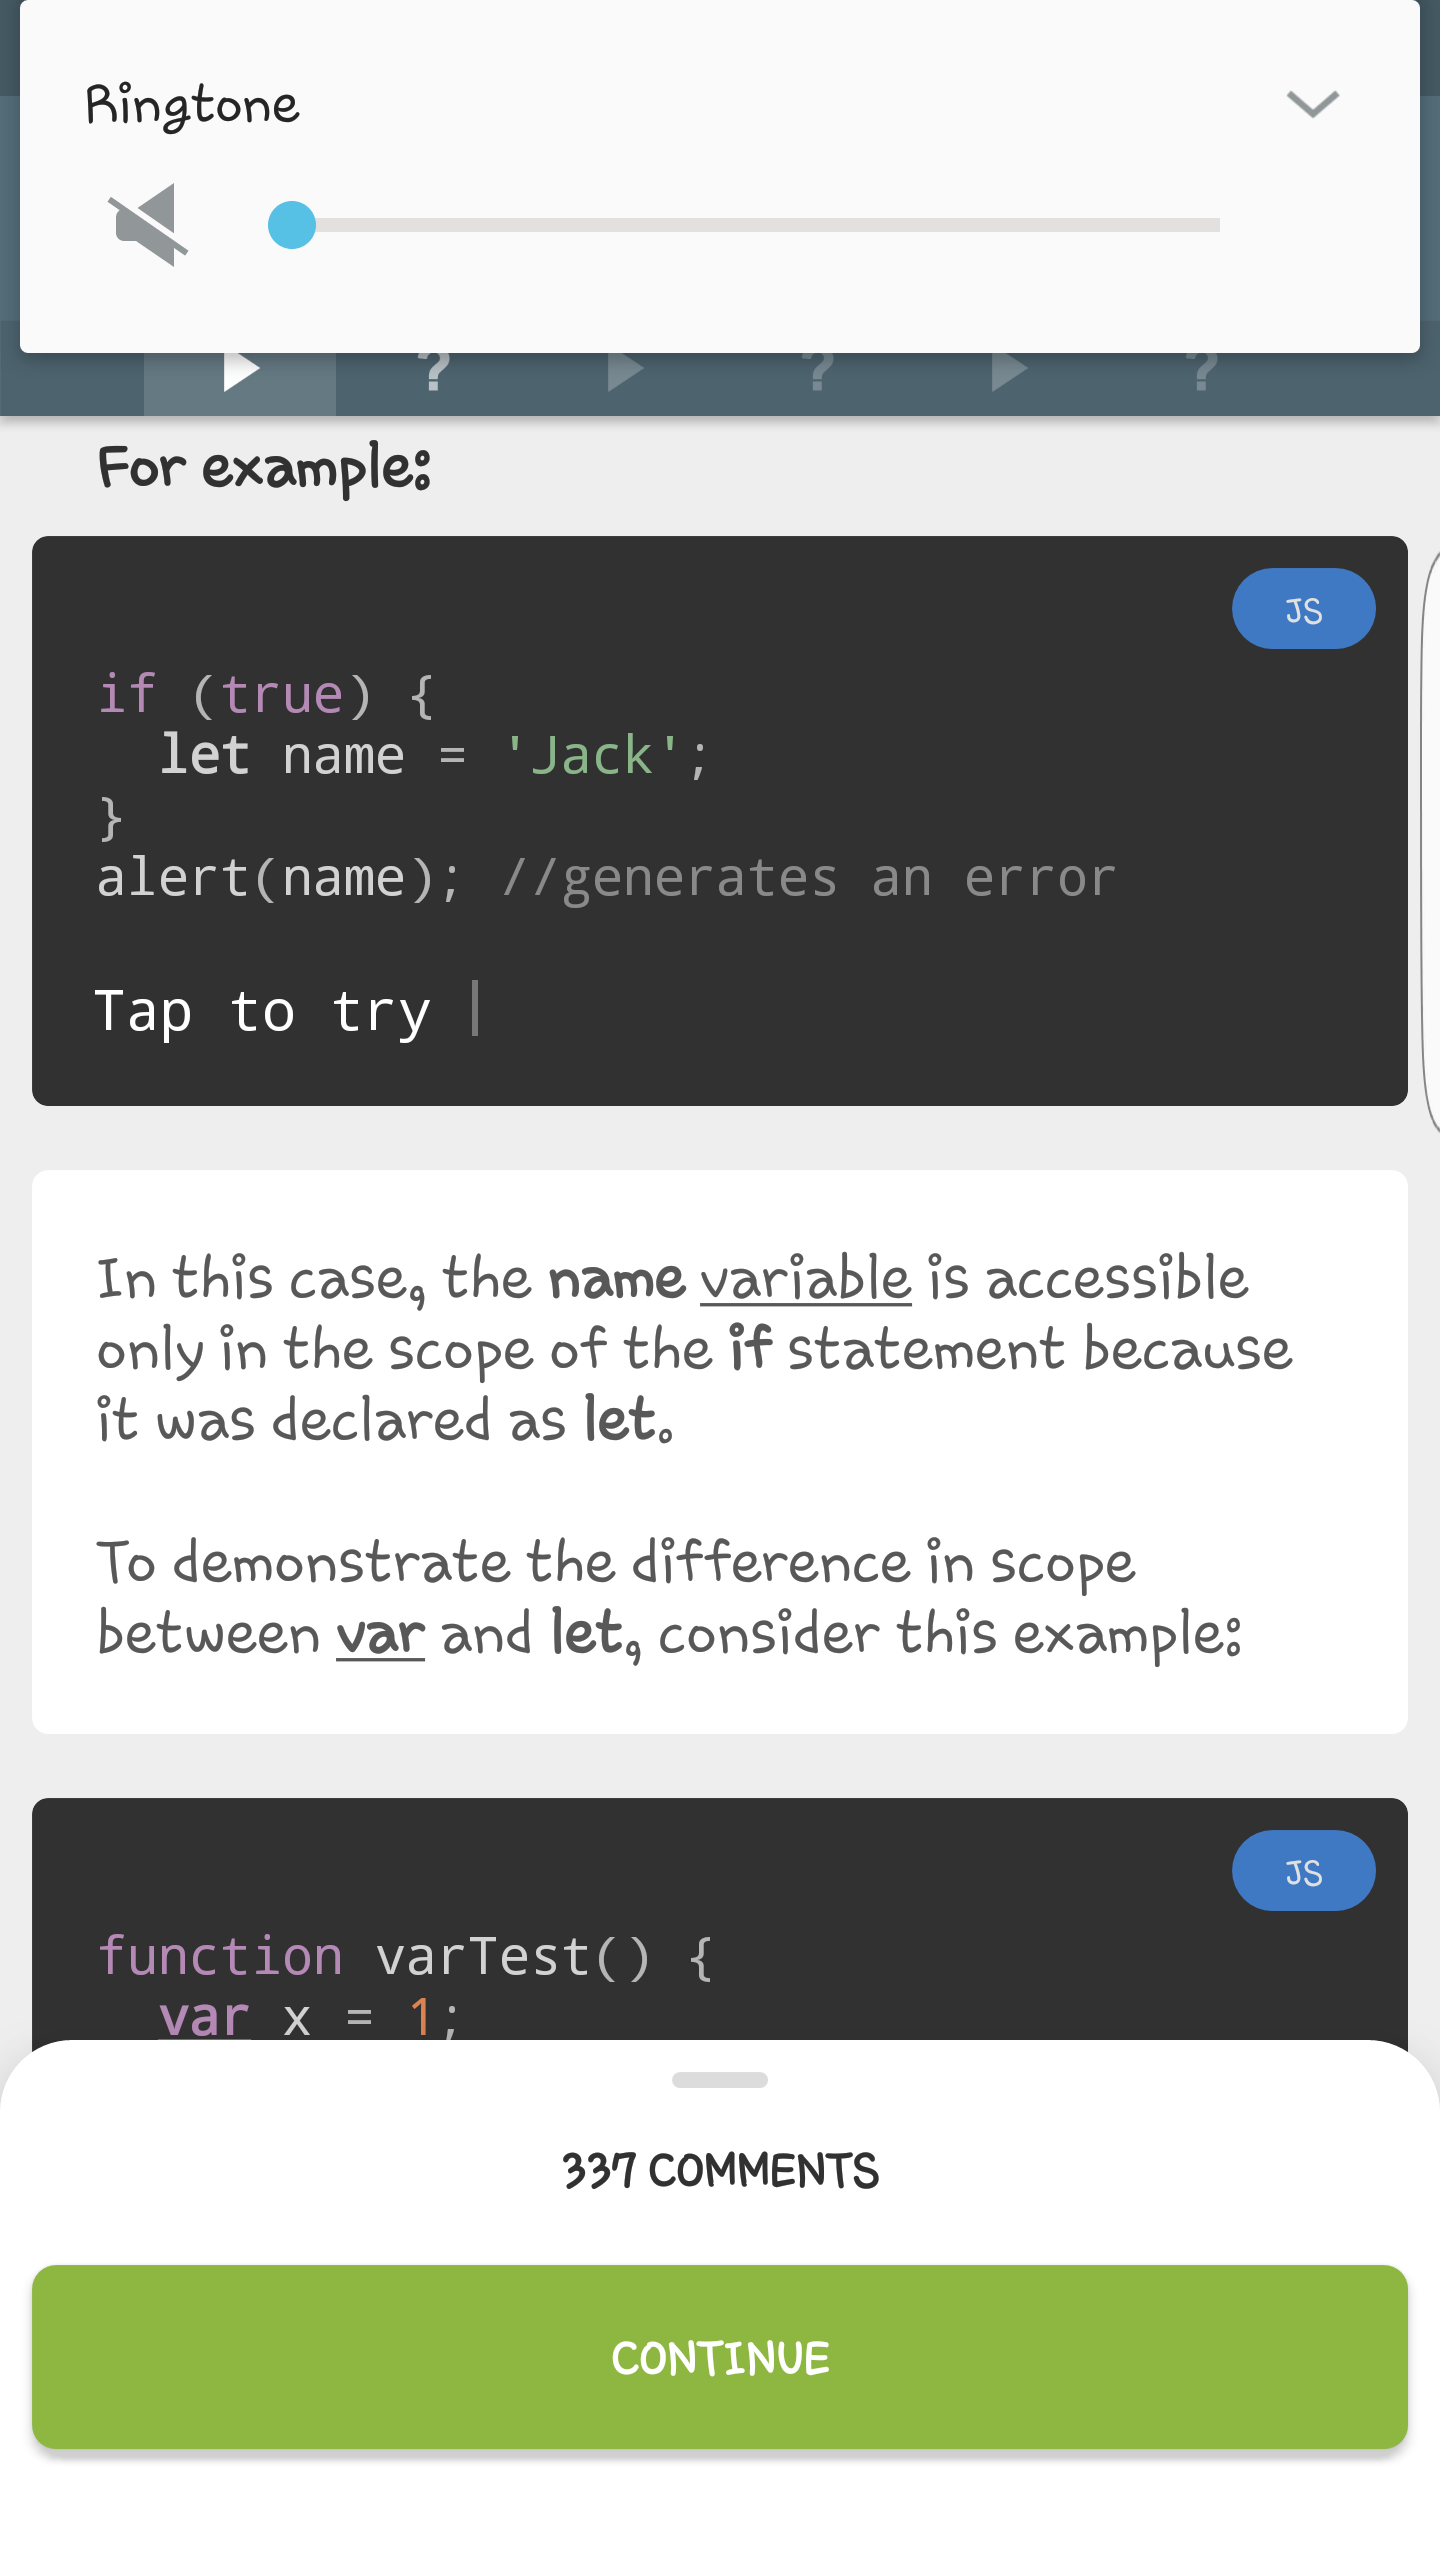 Ringtone
? ? ?
For example:
JS
if (true) {
  let name = 'Jack';
}
alert(name); //generates an error
Tap to try
In this case, the name variable is accessible
only in the scope of the if statement because
it was declared as let.
To demonstrate the difference in scope
between var and let, consider this example:
JS
function varTest() {
  var x = 1;
337 COMMENTS
CONTINUE